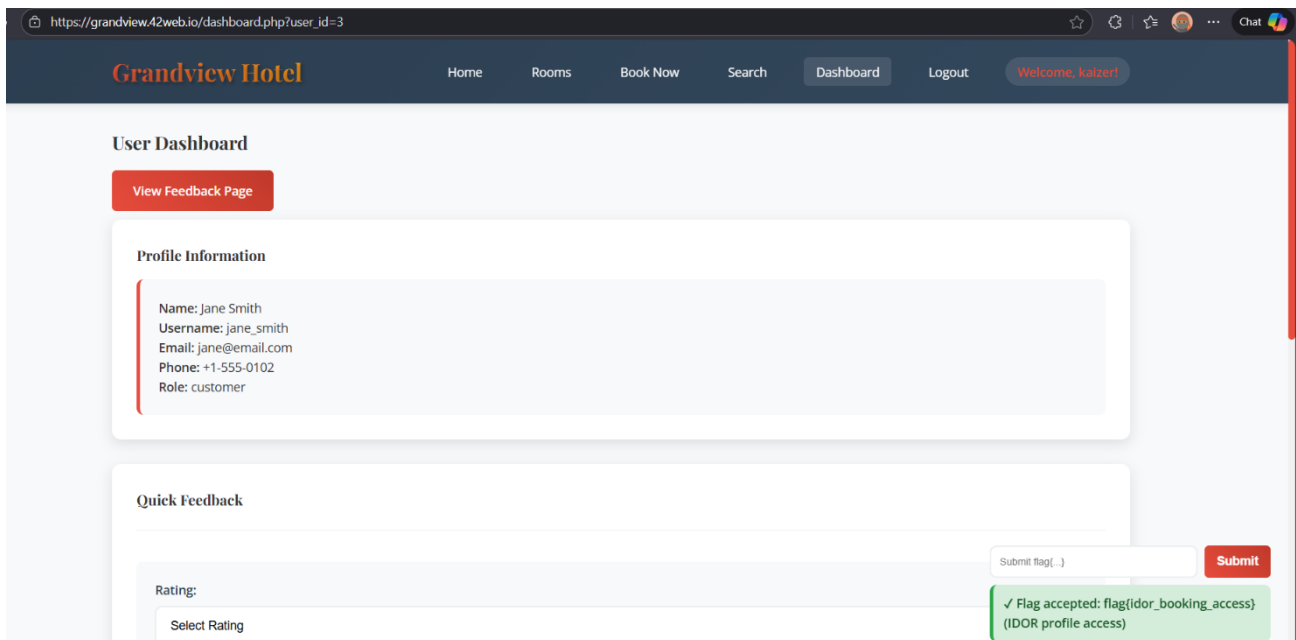 https://grandview.42web.io/dashboard.php?user_id=3
Chat
Grandview Hotel
Home
Rooms
Book Now
Search
Dashboard
Logout
Welcome, kaizer!
User Dashboard
View Feedback Page
Profile Information
Name: Jane Smith
Username: jane_smith
Email: jane@email.com
Phone: +1-555-0102
Role: customer
Quick Feedback
Rating:
Select Rating
Submit flag{...}
Submit
✓ Flag accepted: flag{idor_booking_access}
(IDOR profile access)